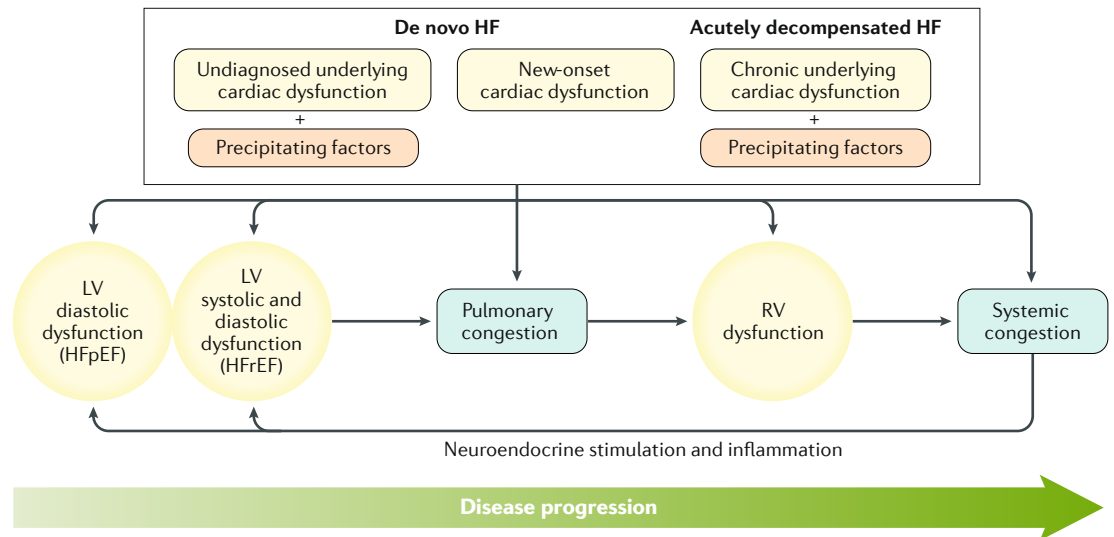 De novo HF
Acutely decompensated HF
Undiagnosed underlying
cardiac dysfunction
+
Precipitating factors
New-onset
cardiac dysfunction
Chronic underlying
cardiac dysfunction
+
Precipitating factors
LV
diastolic
dysfunction
(HFpEF)
LV
systolic and
diastolic
dysfunction
(HFrEF)
Pulmonary
congestion
RV
dysfunction
Systemic
congestion
Neuroendocrine stimulation and inflammation
Disease progression